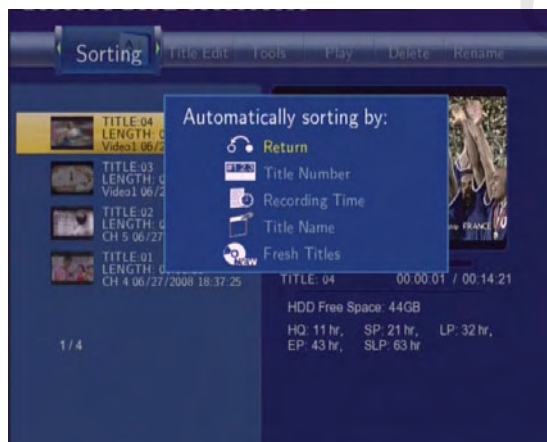 Sorting
Title Edit
Tools
Play
Delete
Rename
TITLE:04
LENGTH:
Video1 06/2
TITLE:03
LENGTH:
Video1 06/2
TITLE:02
LENGTH:
CH 5 06/27
TITLE:01
LENGTH:
CH 4 06/27/2008 18:37:25
1/4
Automatically sorting by:
Return
Title Number
Recording Time
Title Name
Fresh Titles
FRANCE
TITLE: 04 00:00:01 / 00:14:21
HDD Free Space: 44GB
HQ: 11 hr, SP: 21 hr, LP: 32 hr,
EP: 43 hr, SLP: 63 hr